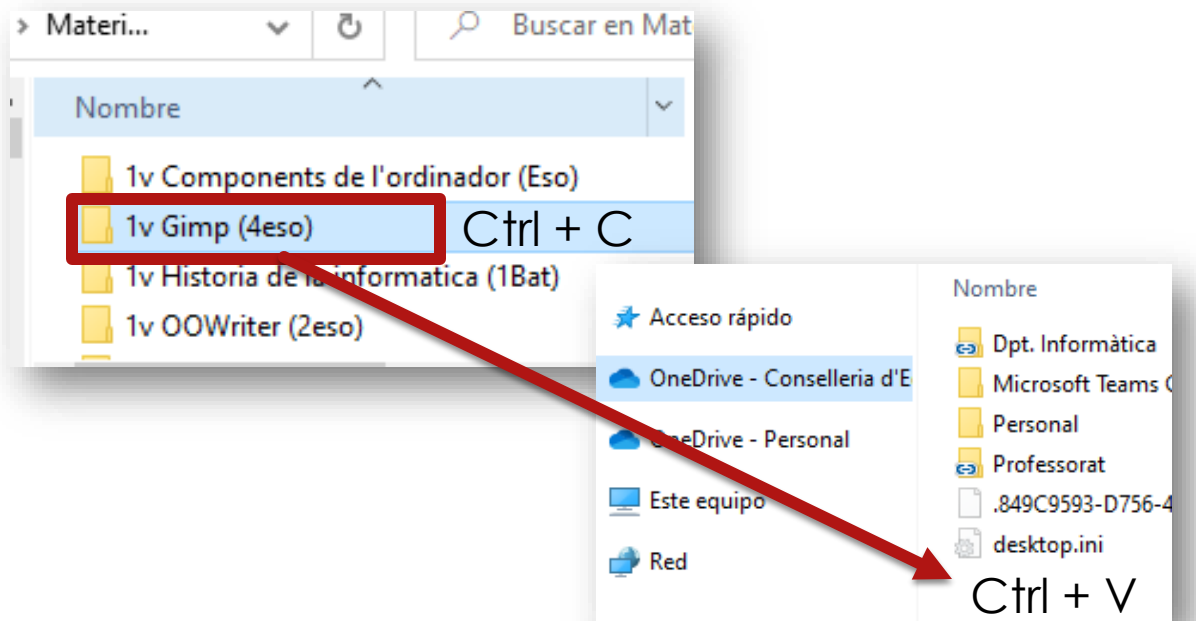 Materi...
Buscar en Mat
Nombre
1v Components de l'ordinador (Eso)
1v Gimp (4eso)
Ctrl + C
1v Historia de la informatica (1Bat)
1v OOWriter (2eso)
Acceso rápido
OneDrive - Conselleria d'E
OneDrive - Personal
Este equipo
Red
Nombre
Dpt. Informàtica
Microsoft Teams C
Personal
Professorat
.849C9593-D756-4
desktop.ini
Ctrl + V